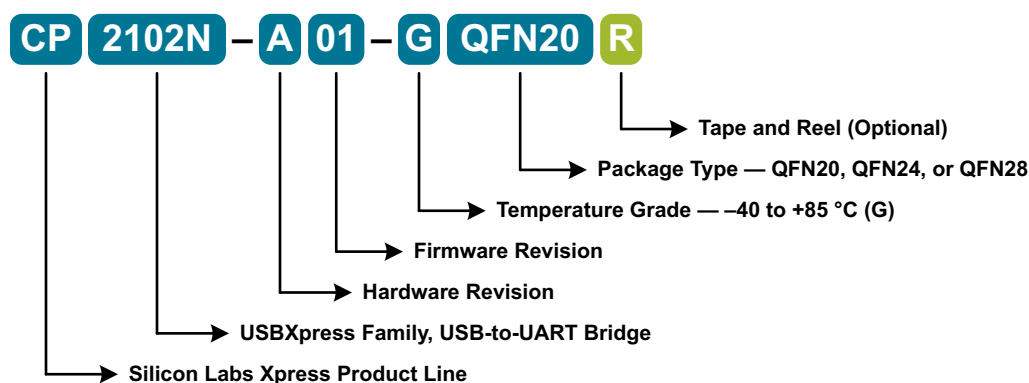 CP 2102N – A 01 – G QFN20 R
Tape and Reel (Optional)
Package Type — QFN20, QFN24, or QFN28
Temperature Grade — –40 to +85 °C (G)
Firmware Revision
Hardware Revision
USBXpress Family, USB-to-UART Bridge
Silicon Labs Xpress Product Line